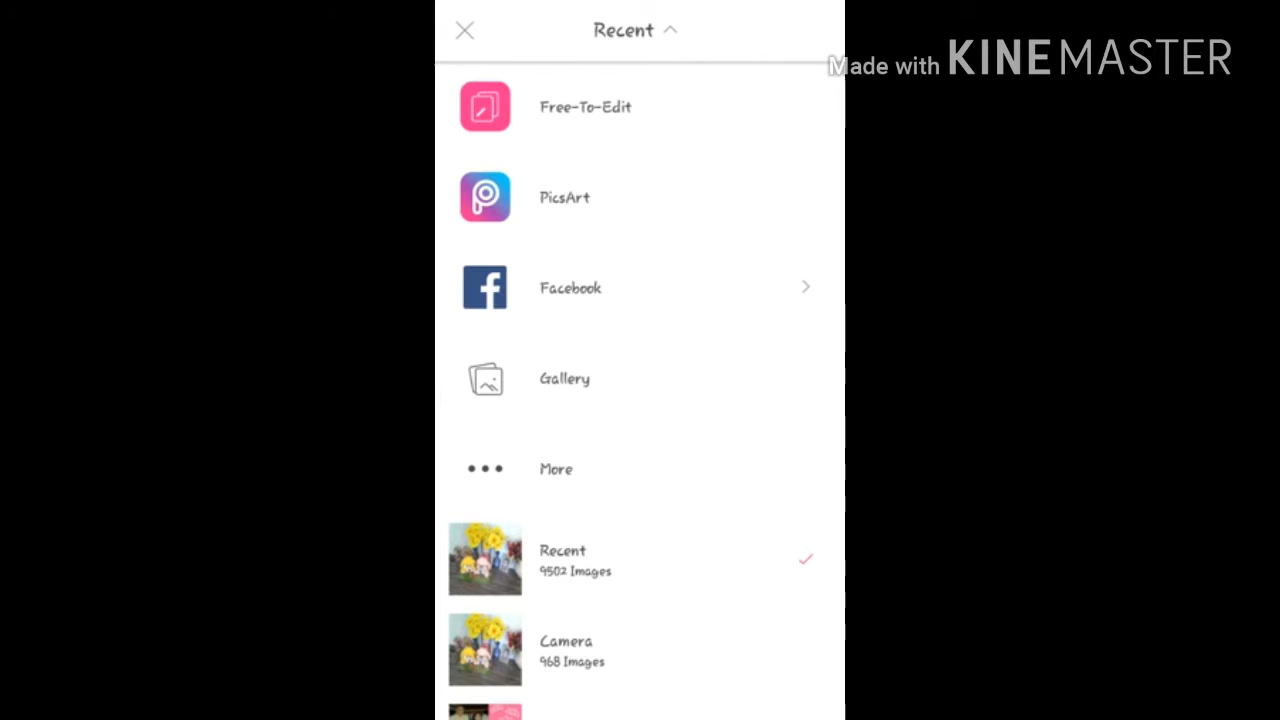 Recent
Made with KINEMASTER
Free-To-Edit
PicsArt
Facebook
Gallery
More
Recent
9502 Images
Camera
968 Images